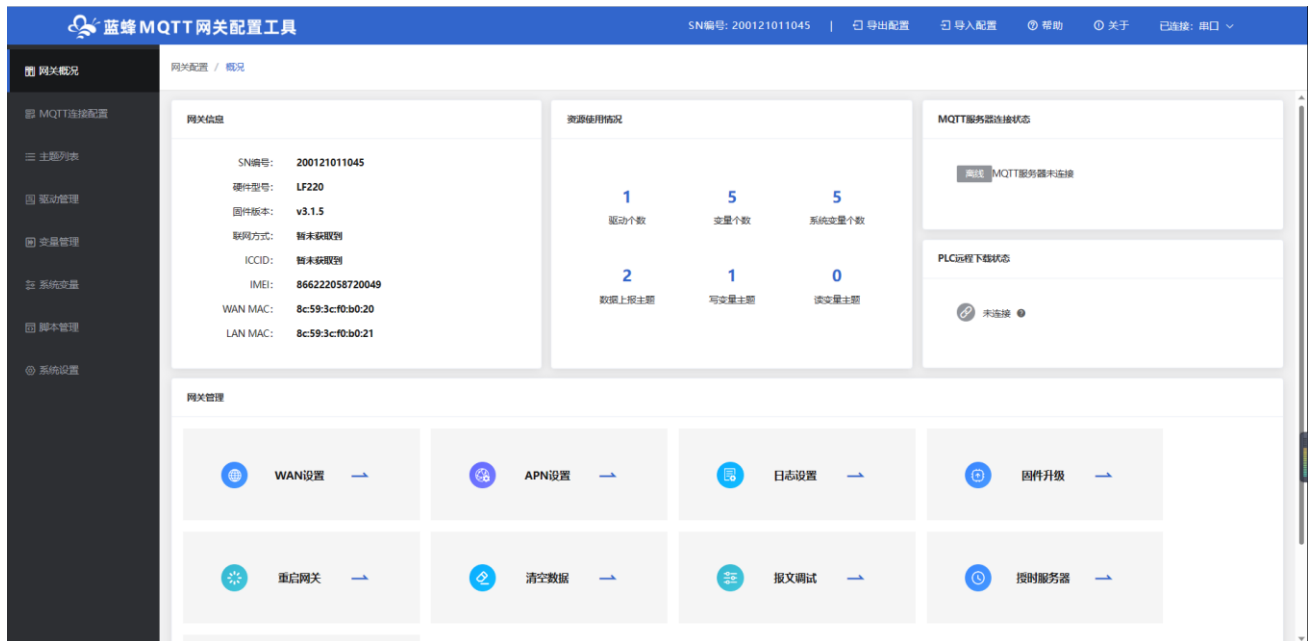 蓝蜂MQTT网关配置工具
SN编号: 200121011045 | 导出配置 导入配置 帮助 关于 已连接: 串口
网关概况
MQTT连接配置
主题列表
驱动管理
变量管理
系统变量
脚本管理
系统设置
网关配置 / 概况
网关信息
SN编号: 200121011045
硬件型号: LF220
固件版本: v3.1.5
联网方式: 暂未获取到
ICCID: 暂未获取到
IMEI: 866222058720049
WAN MAC: 8c:59:3c:f0:b0:20
LAN MAC: 8c:59:3c:f0:b0:21
资源使用情况
1 5 5
驱动个数 变量个数 系统变量个数
2 1 0
数据上报主题 写变量主题 读变量主题
MQTT服务器连接状态
离线 MQTT服务器未连接
PLC远程下载状态
未连接
网关管理
WAN设置 APN设置 日志设置 固件升级
重启网关 清空数据 报文调试 授时服务器